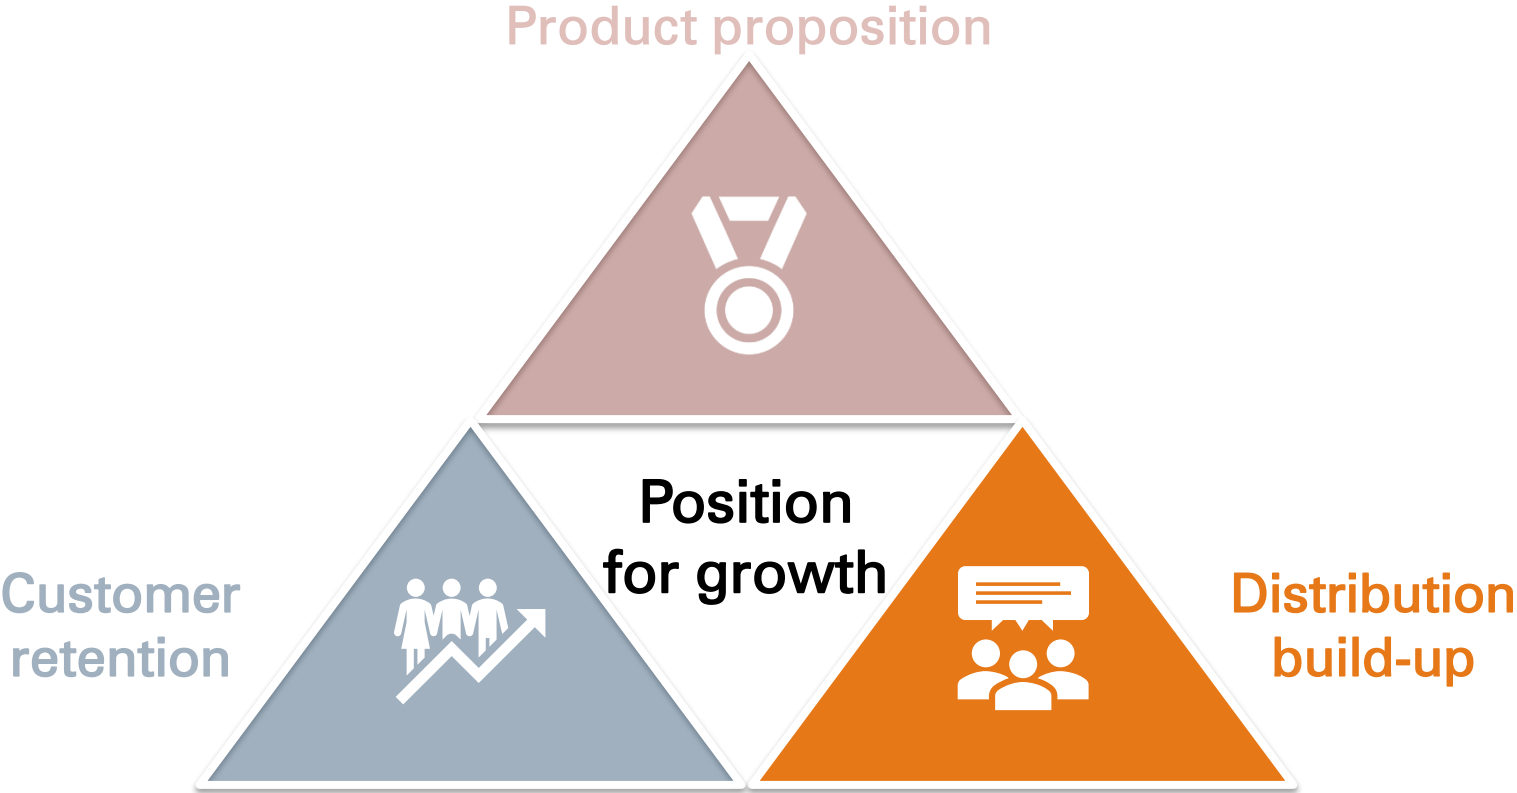 Product proposition
Position
for growth
Customer
retention
Distribution
build-up